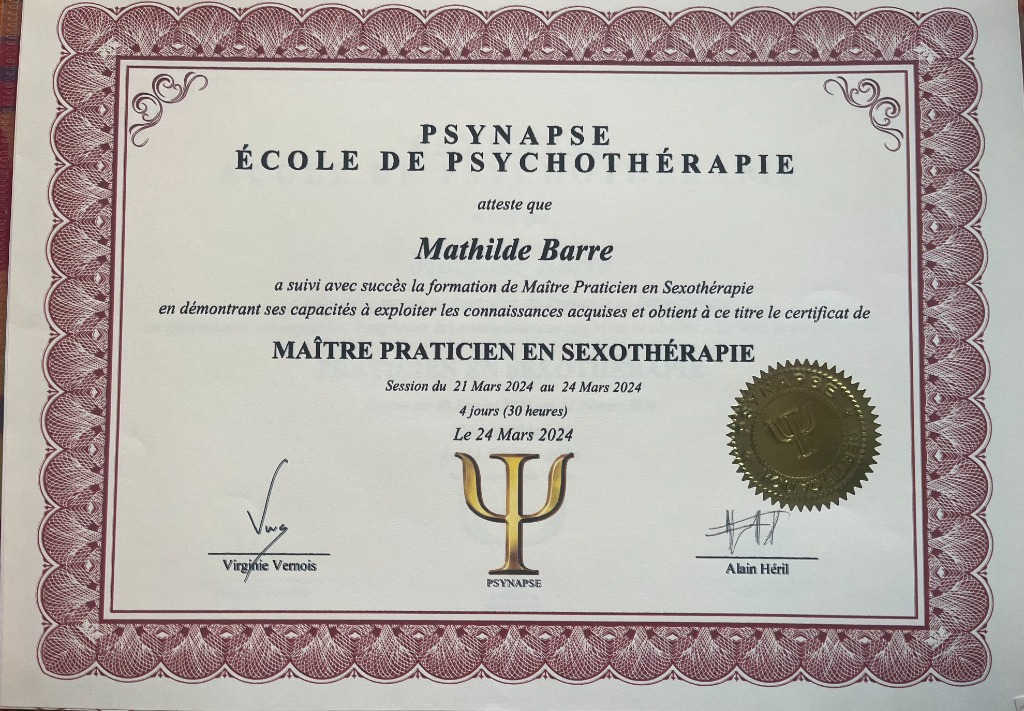 PSYNAPSE
ÉCOLE DE PSYCHOTHÉRAPIE
atteste que
Mathilde Barre
a suivi avec succès la formation de Maître Praticien en Sexothérapie
en démontrant ses capacités à exploiter les connaissances acquises et obtient à ce titre le certificat de
MAÎTRE PRATICIEN EN SEXOTHÉRAPIE
Session du 21 Mars 2024 au 24 Mars 2024
4 jours (30 heures)
Le 24 Mars 2024
PSYNAPSE
Ψ
Ψ
Virginie Vernois
PSYNAPSE
Alain Héril